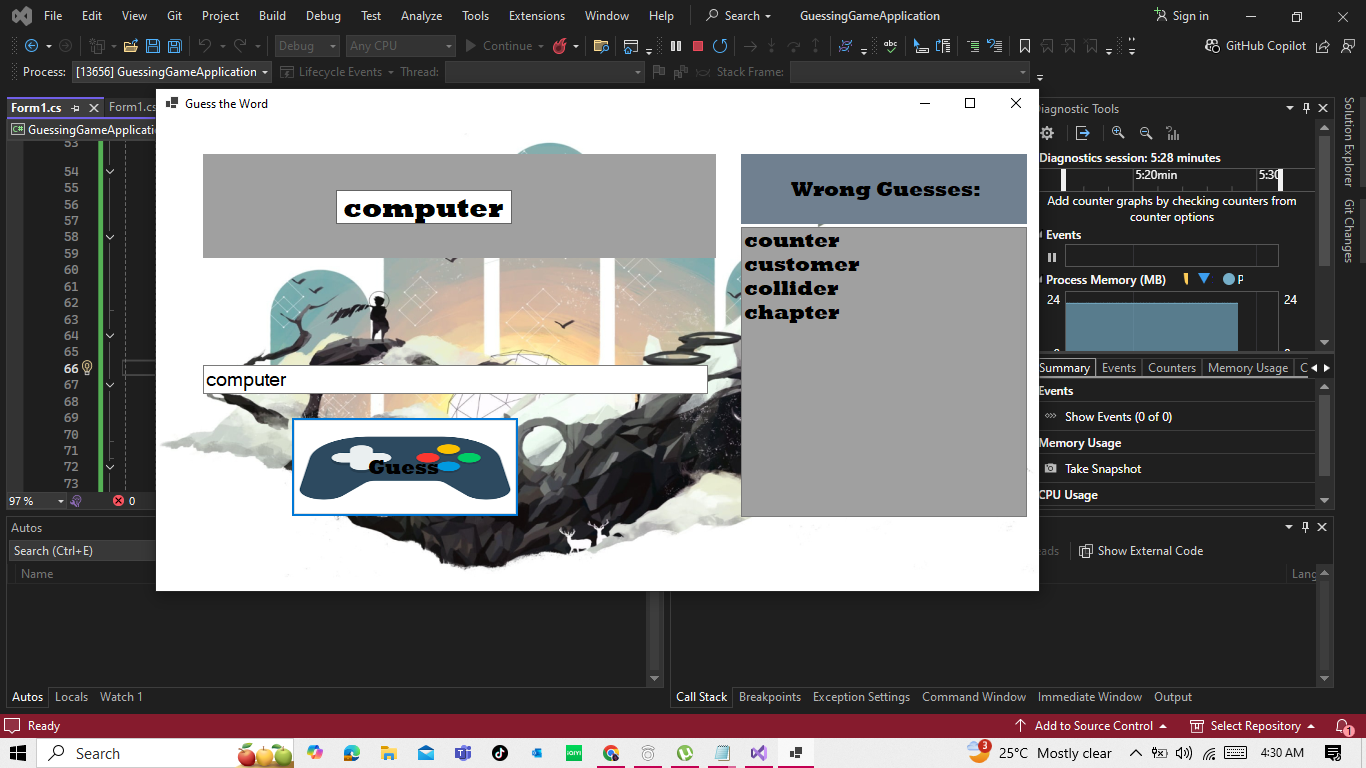 File Edit View Git Project Build Debug Test Analyze Tools Extensions Window Help Search GuessingGameApplication Sign in
Debug Any CPU Continue GitHub Copilot
Process: [13656] GuessingGameApplication Lifecycle Events Thread: Stack Frame:
Form1.cs Form1.cs
GuessingGameApplicatio
Guess the Word
computer
Wrong Guesses:
counter
customer
collider
chapter
computer
Guess
53
54
55
56
57
58
59
60
61
62
63
64
65
66
67
68
69
70
71
72
73
97 % 0
Diagnostic Tools
Diagnostics session: 5:28 minutes
5:20min 5:30
Add counter graphs by checking counters from
counter options
Events
Process Memory (MB) P
24 24
Summary Events Counters Memory Usage C
Events
Show Events (0 of 0)
Memory Usage
Take Snapshot
CPU Usage
Solution Explorer
Git Changes
Autos
Search (Ctrl+E)
Name
Show External Code
Lang
Autos Locals Watch 1
Call Stack Breakpoints Exception Settings Command Window Immediate Window Output
Ready Add to Source Control Select Repository 1
Search 3 25°C Mostly clear 4:30 AM